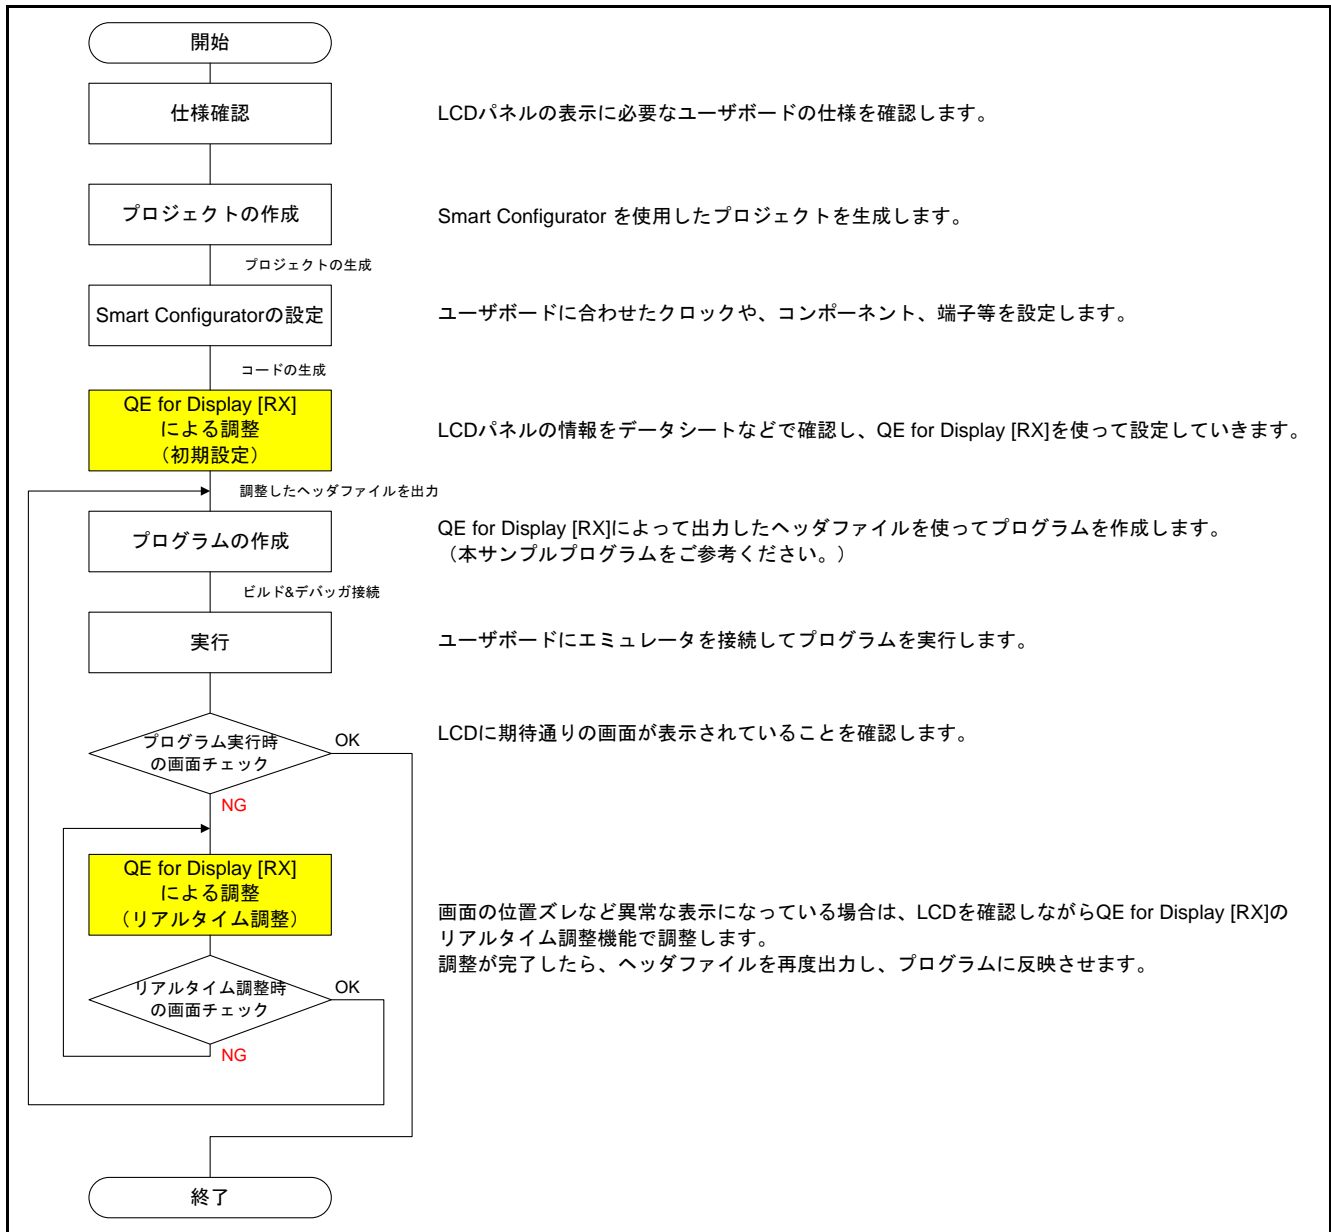 開始
仕様確認
LCDパネルの表示に必要なユーザボードの仕様を確認します。
プロジェクトの作成
Smart Configurator を使用したプロジェクトを生成します。
プロジェクトの生成
Smart Configuratorの設定
ユーザボードに合わせたクロックや、コンポーネント、端子等を設定します。
コードの生成
QE for Display [RX]
による調整
（初期設定）
LCDパネルの情報をデータシートなどで確認し、QE for Display [RX]を使って設定していきます。
調整したヘッダファイルを出力
プログラムの作成
QE for Display [RX]によって出力したヘッダファイルを使ってプログラムを作成します。
（本サンプルプログラムをご参考ください。）
ビルド&デバッガ接続
実行
ユーザボードにエミュレータを接続してプログラムを実行します。
プログラム実行時
の画面チェック
OK
LCDに期待通りの画面が表示されていることを確認します。
NG
QE for Display [RX]
による調整
（リアルタイム調整）
画面の位置ズレなど異常な表示になっている場合は、LCDを確認しながらQE for Display [RX]の
リアルタイム調整機能で調整します。
調整が完了したら、ヘッダファイルを再度出力し、プログラムに反映させます。
リアルタイム調整時
の画面チェック
OK
NG
終了